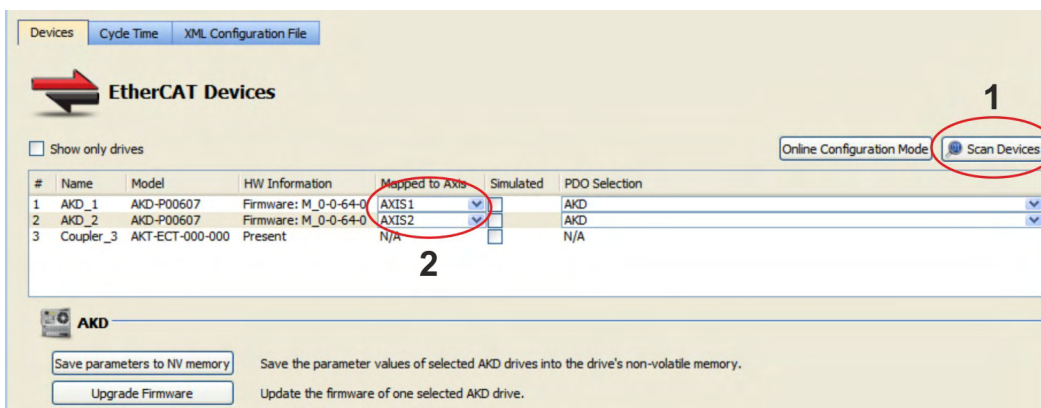 Devices Cycle Time XML Configuration File
EtherCAT Devices
1
Show only drives Online Configuration Mode Scan Devices
# Name Model HW Information Mapped to Axis Simulated PDO Selection
1 AKD_1 AKD-P00607 Firmware: M_0-0-64-0 AXIS1 AKD
2 AKD_2 AKD-P00607 Firmware: M_0-0-64-0 AXIS2 AKD
3 Coupler_3 AKT-ECT-000-000 Present N/A N/A
2
AKD
Save parameters to NV memory Save the parameter values of selected AKD drives into the drive's non-volatile memory.
Upgrade Firmware Update the firmware of one selected AKD drive.